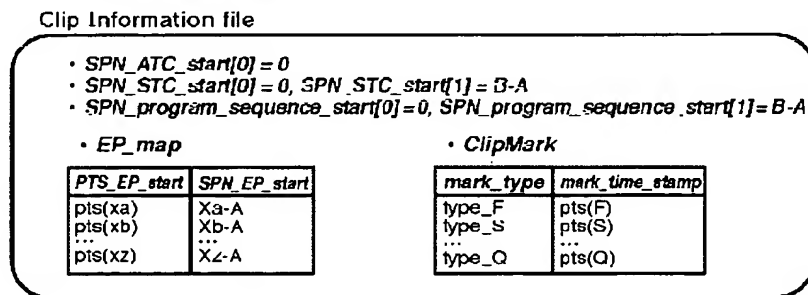 Clip Information file
• SPN_ATC_start[0] = 0
• SPN_STC_start[0] = 0, SPN_STC_start[1] = B-A
• SPN_program_sequence_start[0]=0, SPN_program_sequence_start[1]= B-A
• EP_map
PTS_EP_start SPN_EP_start
pts(xa) Xa-A
pts(xb) Xb-A
... ...
pts(xz) Xz-A
• ClipMark
mark_type mark_time_stamp
type_F pts(F)
type_S pts(S)
... ...
type_Q pts(Q)